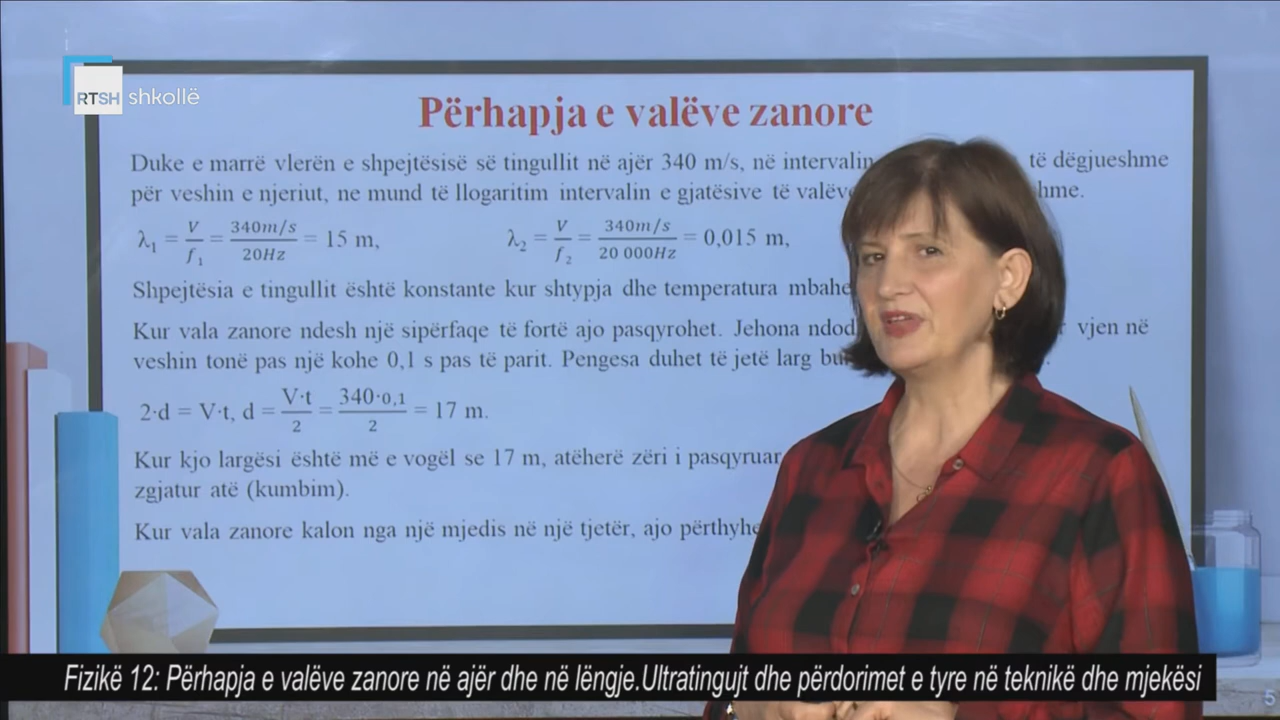 RTSH shkollë
Përhapja e valëve zanore
Duke e marrë vlerën e shpejtësisë së tingullit në ajër 340 m/s, në intervalin të dëgjueshme
për veshin e njeriut, ne mund të llogaritim intervalin e gjatësive të valëve
λ₁ = V/f₁ = 340m/s/20Hz = 15 m, λ₂ = V/f₂ = 340m/s/20 000Hz = 0,015 m,
Shpejtësia e tingullit është konstante kur shtypja dhe temperatura
Kur vala zanore ndesh një sipërfaqe të fortë ajo pasqyrohet. Jehona vjen në
veshin tonë pas një kohe 0,1 s pas të parit. Pengesa duhet të jetë larg
2·d = V·t, d = V·t/2 = 340·0,1/2 = 17 m.
Kur kjo largësi është më e vogël se 17 m, atëherë zëri i pasqyruar
zgjatur atë (kumbim).
Kur vala zanore kalon nga një mjedis në një tjetër, ajo
Fizikë 12: Përhapja e valëve zanore në ajër dhe në lëngje.Ultratingujt dhe përdorimet e tyre në teknikë dhe mjekësi
5